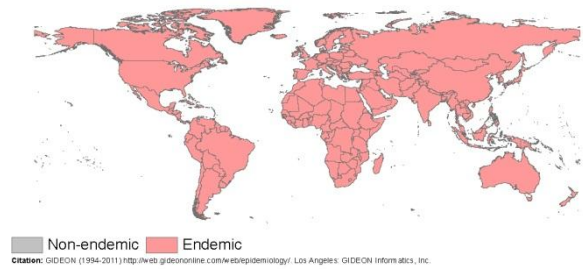 Non-endemic Endemic
Citation: GIDEON (1994-2011) http://web.gideononline.com/web/epidemiology/. Los Angeles: GIDEON Informatics, Inc.